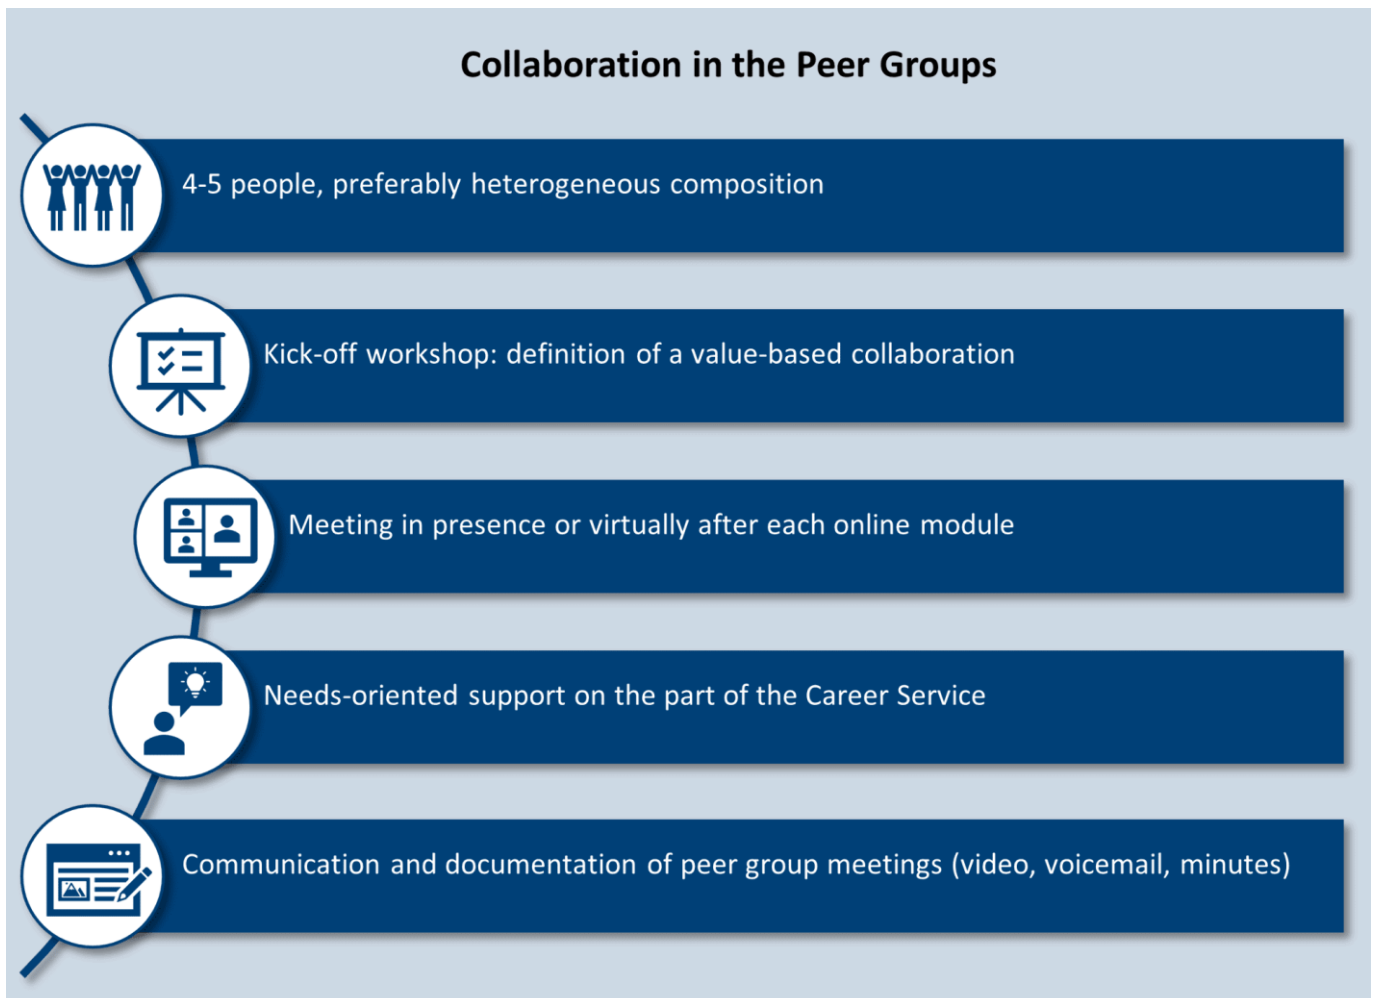 Collaboration in the Peer Groups
4-5 people, preferably heterogeneous composition
Kick-off workshop: definition of a value-based collaboration
Meeting in presence or virtually after each online module
Needs-oriented support on the part of the Career Service
Communication and documentation of peer group meetings (video, voicemail, minutes)